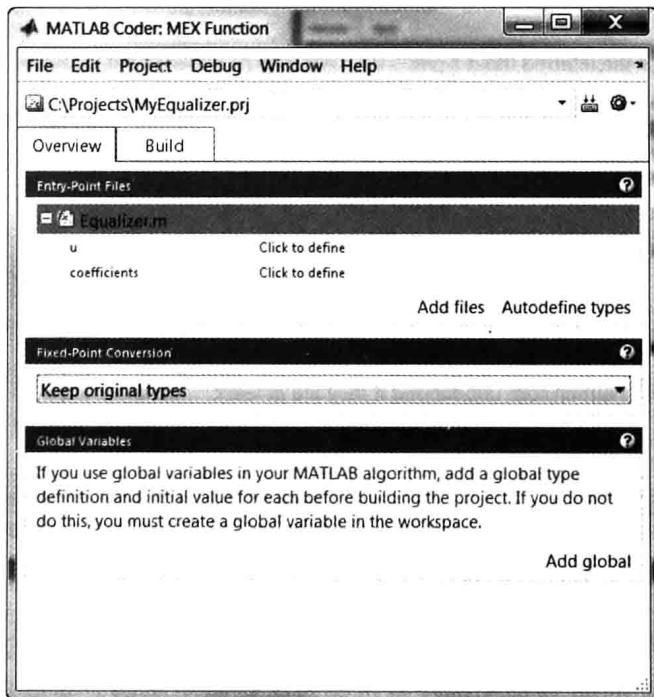 MATLAB Coder: MEX Function
File Edit Project Debug Window Help
C:\Projects\MyEqualizer.prj
Overview Build
Entry-Point Files
Equalizer.m
u Click to define
coefficients Click to define
Add files Autodefine types
Fixed-Point Conversion
Keep original types
Global Variables
If you use global variables in your MATLAB algorithm, add a global type
definition and initial value for each before building the project. If you do not
do this, you must create a global variable in the workspace.
Add global